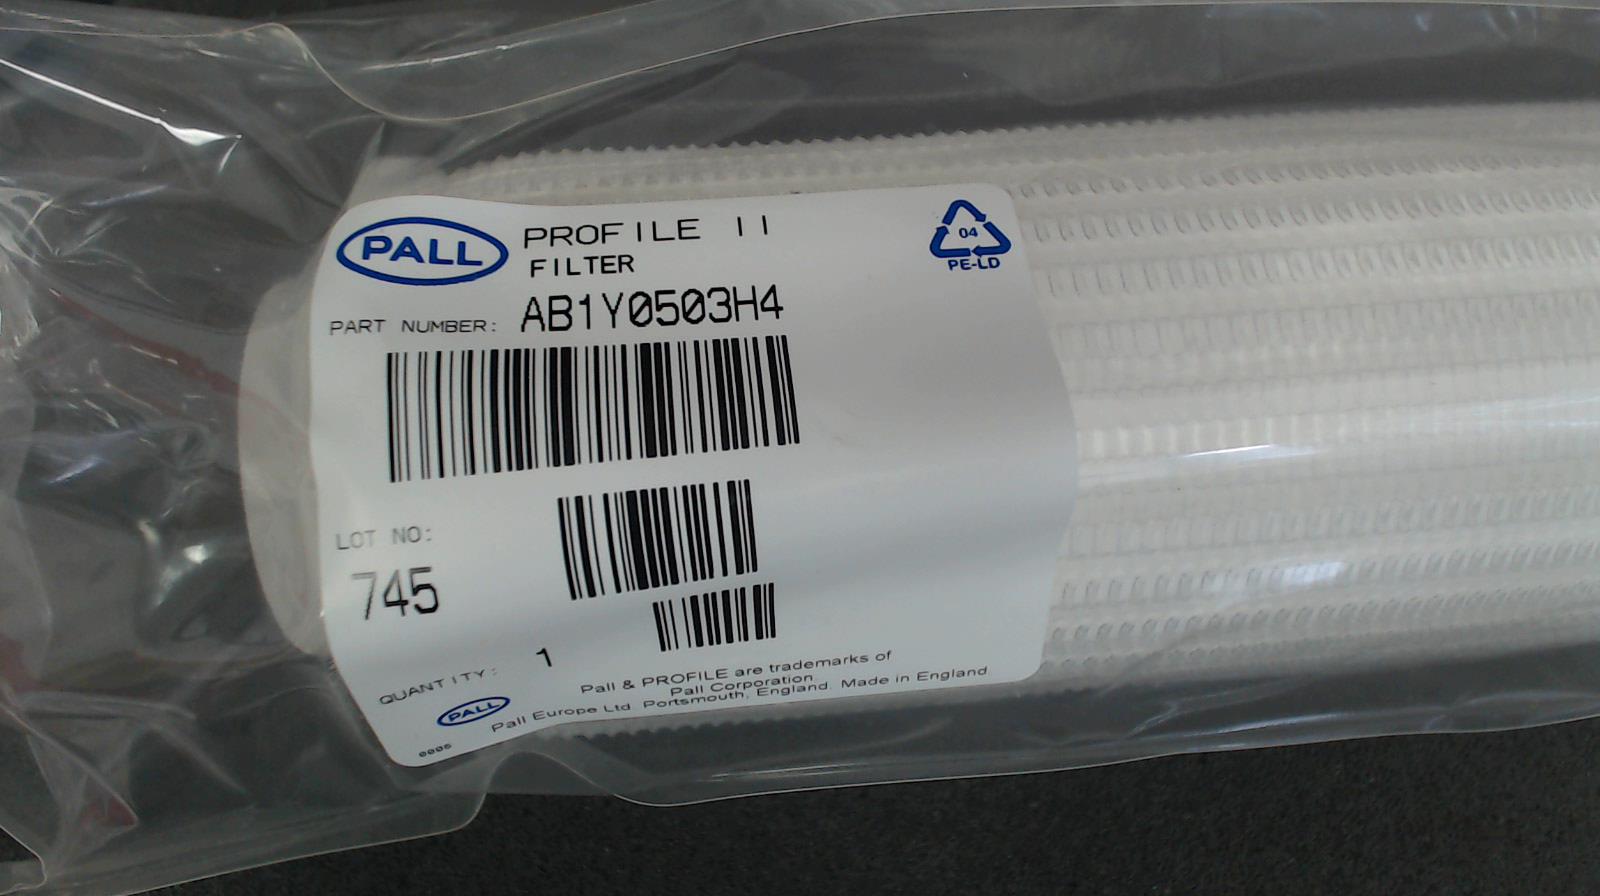 PALL
PROFILE II
FILTER
04
PE-LD
PART NUMBER: AB1Y0503H4
LOT NO:
745
QUANTITY: 1
Pall & PROFILE are trademarks of
Pall Corporation.
PALL
Pall Europe Ltd. Portsmouth, England. Made in England
0006